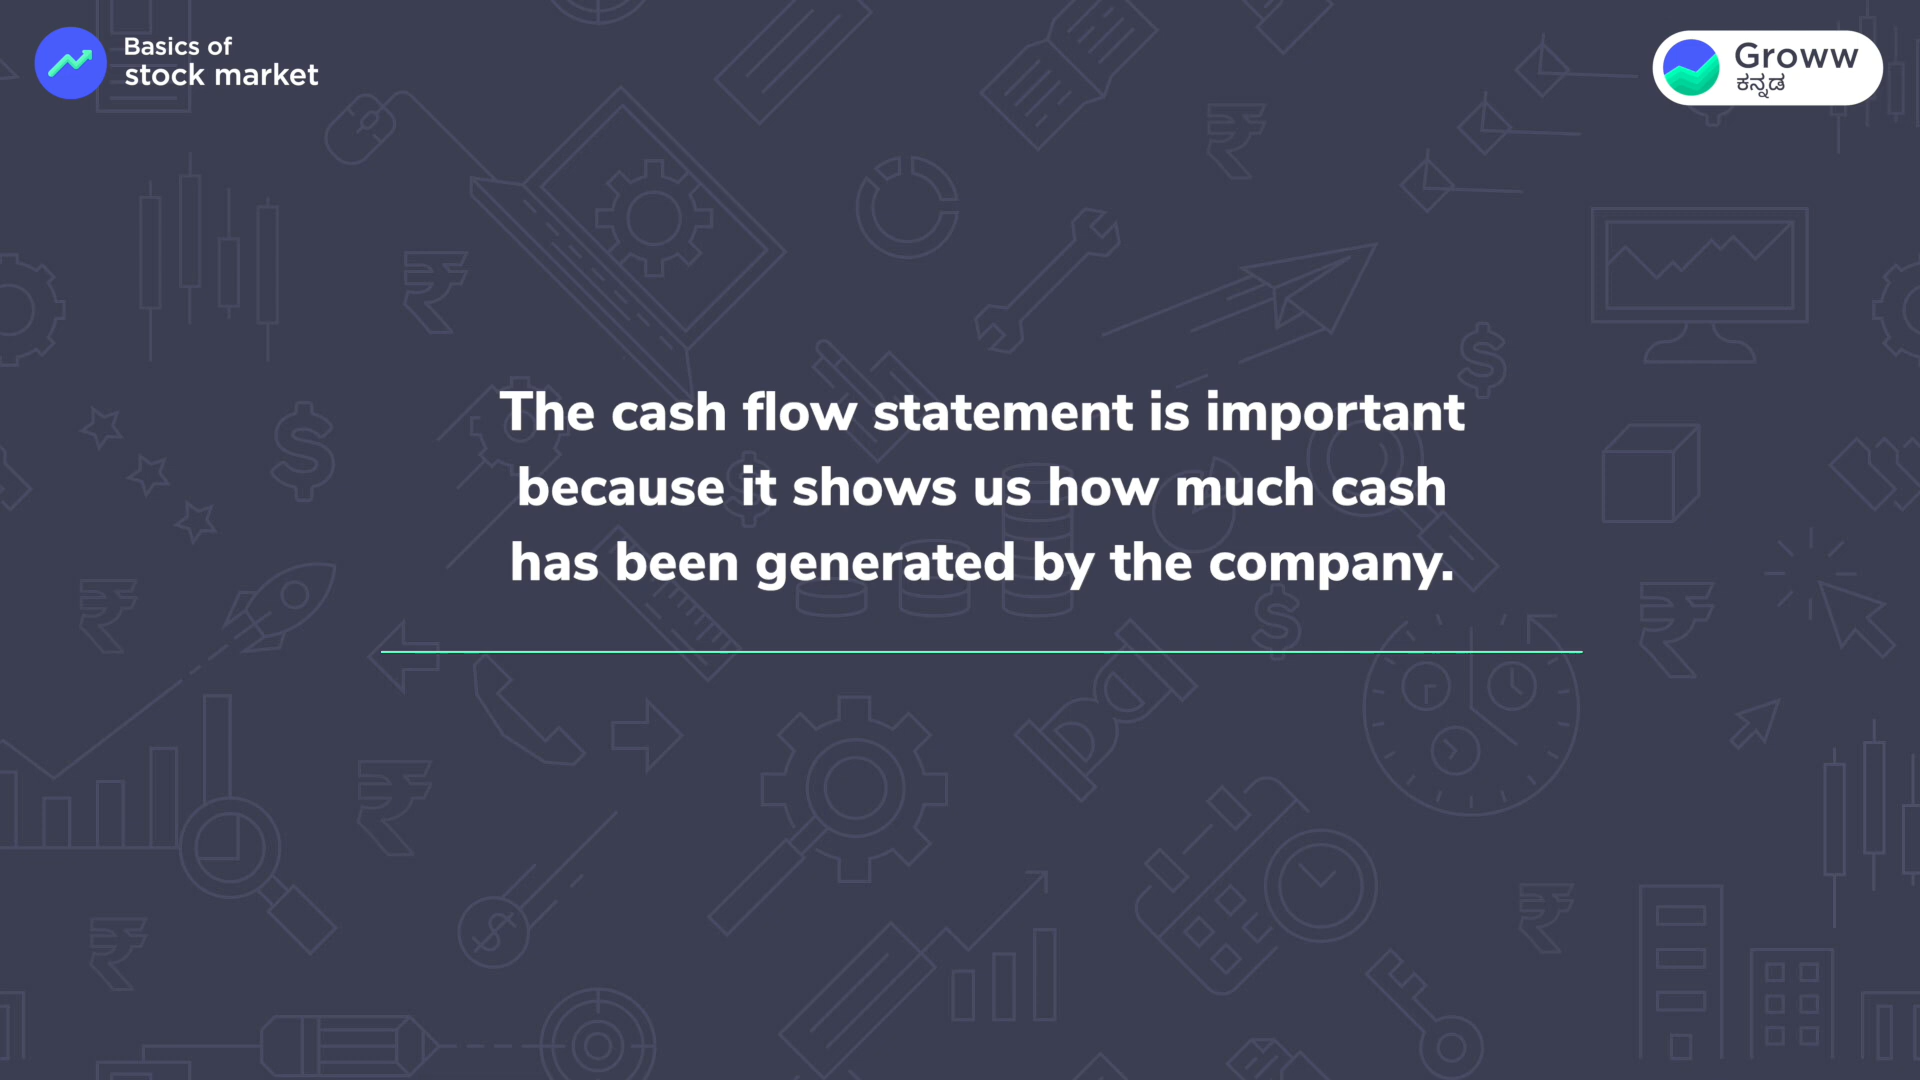 Basics of
stock market
Groww
ಕನ್ನಡ
The cash flow statement is important
because it shows us how much cash
has been generated by the company.